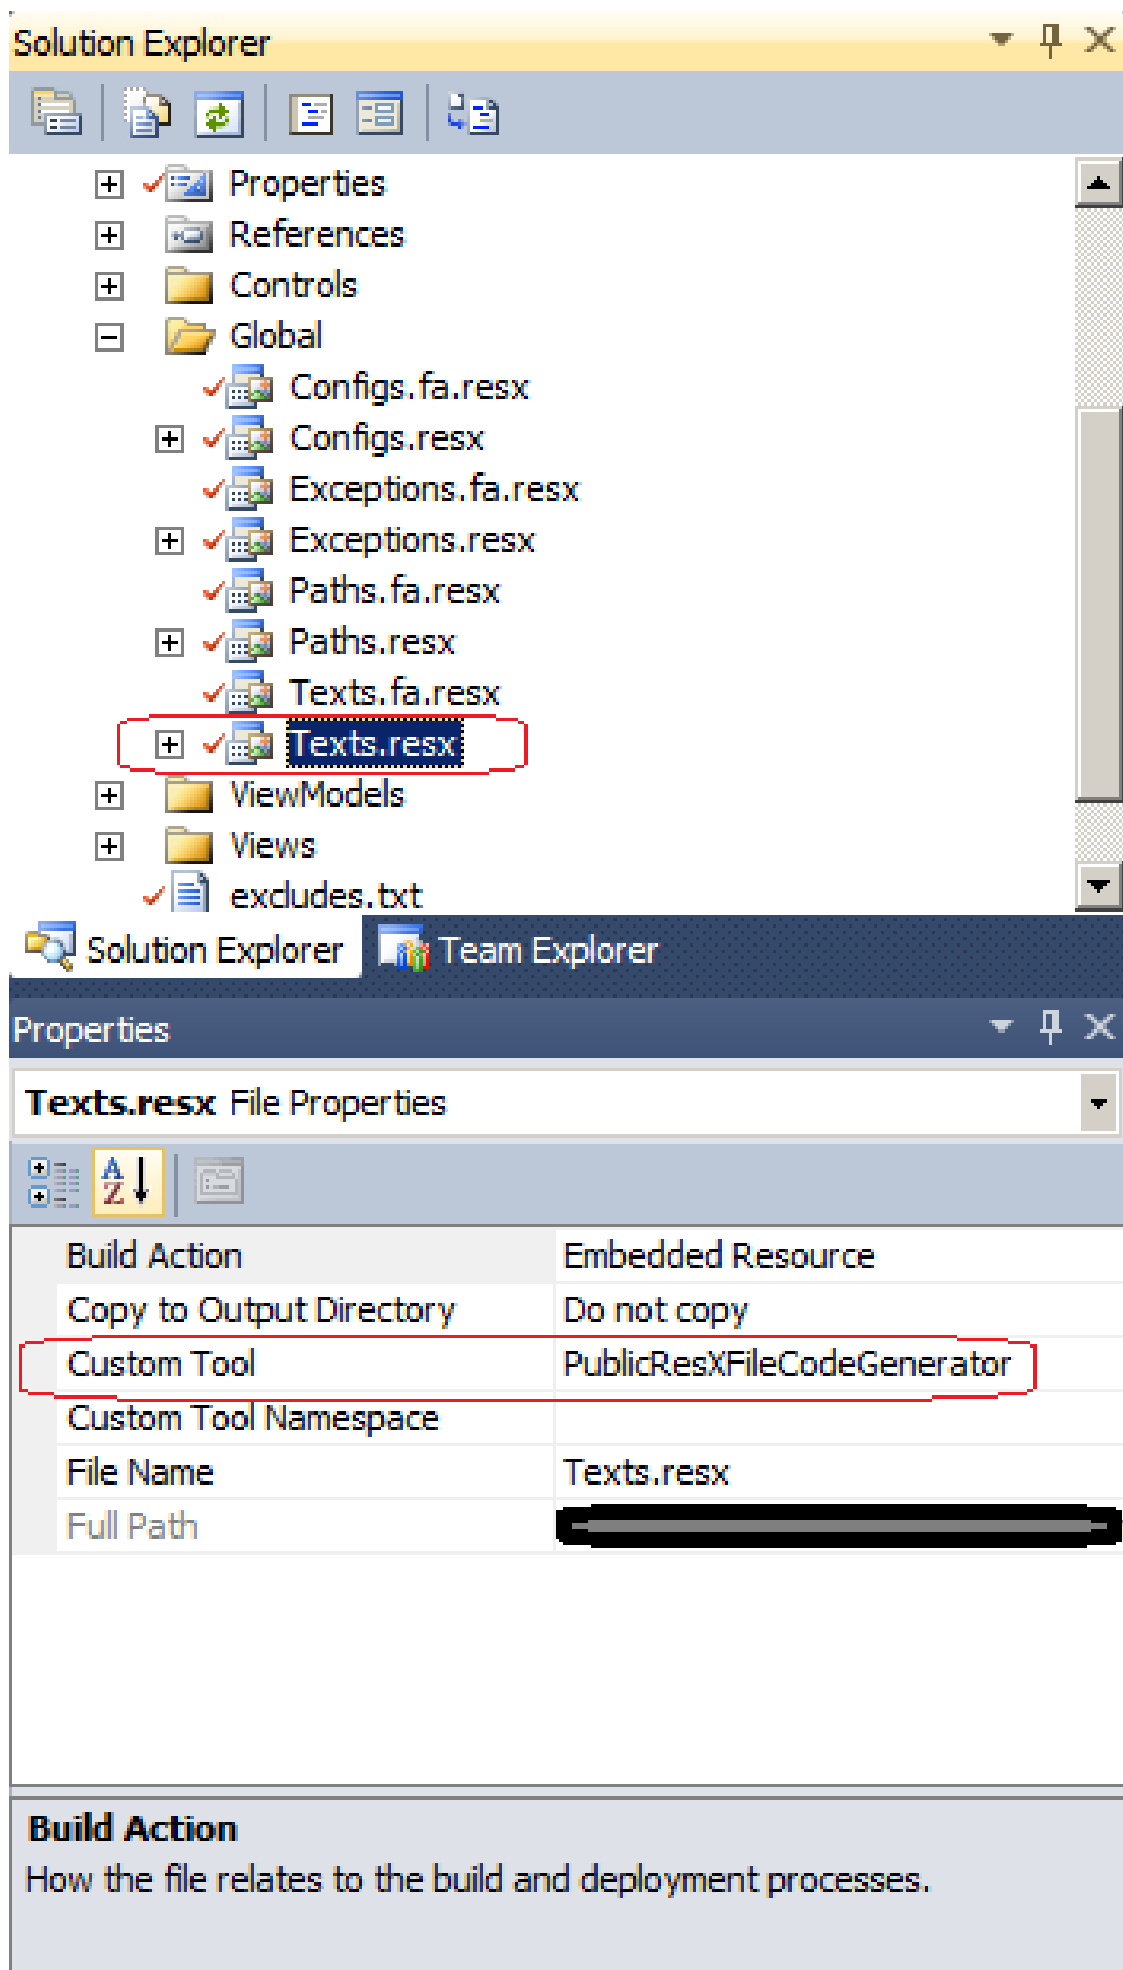 Solution Explorer
Properties
References
Controls
Global
Configs.fa.resx
Configs.resx
Exceptions.fa.resx
Exceptions.resx
Paths.fa.resx
Paths.resx
Texts.fa.resx
Texts.resx
ViewModels
Views
excludes.txt
Solution Explorer Team Explorer
Properties
Texts.resx File Properties
Build Action Embedded Resource
Copy to Output Directory Do not copy
Custom Tool PublicResXFileCodeGenerator
Custom Tool Namespace
File Name Texts.resx
Full Path
Build Action
How the file relates to the build and deployment processes.